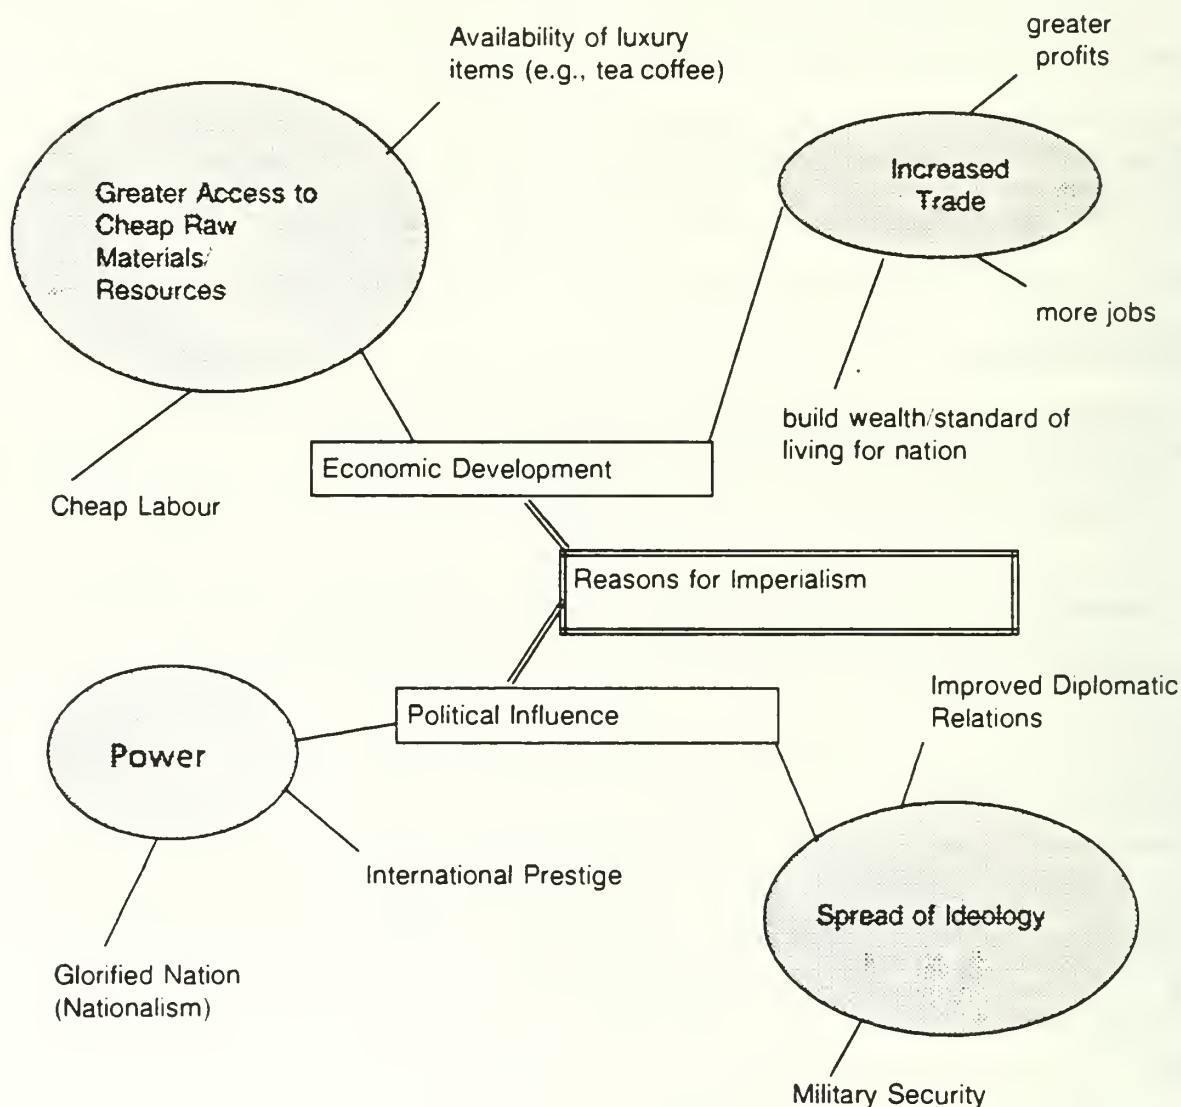 Availability of luxury
items (e.g., tea coffee)
greater
profits
Greater Access to
Cheap Raw
Materials/
Resources
Increased
Trade
more jobs
build wealth/standard of
living for nation
Economic Development
Cheap Labour
Reasons for Imperialism
Improved Diplomatic
Relations
Political Influence
Power
International Prestige
Spread of Ideology
Glorified Nation
(Nationalism)
Military Security